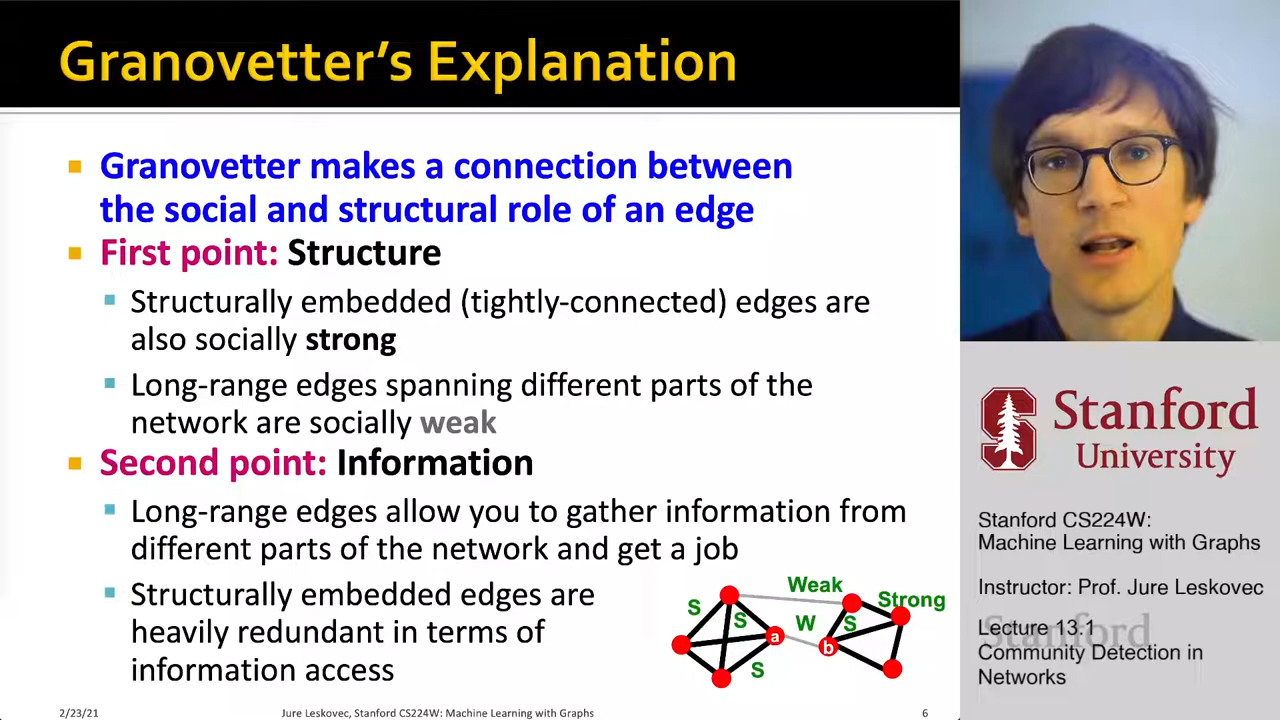 Granovetter's Explanation
Granovetter makes a connection between
the social and structural role of an edge
First point: Structure
Structurally embedded (tightly-connected) edges are
also socially strong
Long-range edges spanning different parts of the
network are socially weak
Second point: Information
Long-range edges allow you to gather information from
different parts of the network and get a job
Structurally embedded edges are
heavily redundant in terms of
information access
Weak
Strong
S
S
W
S
a
b
S
2/23/21
Jure Leskovec, Stanford CS224W: Machine Learning with Graphs
6
Stanford
University
Stanford CS224W:
Machine Learning with Graphs
Instructor: Prof. Jure Leskovec
Lecture 13.1
Stanford
Community Detection in
Networks